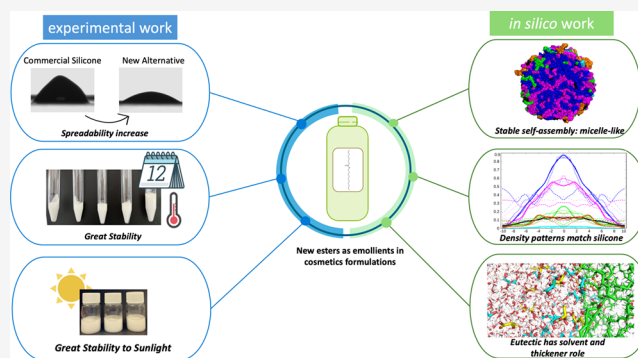 experimental work
in silico work
Commercial Silicone
New Alternative
Spreadability increase
12
Great Stability
Great Stability to Sunlight
New esters as emollients in
cosmetics formulations
Stable self-assembly: micelle-like
Density patterns match silicone
Eutectic has solvent and
thickener role